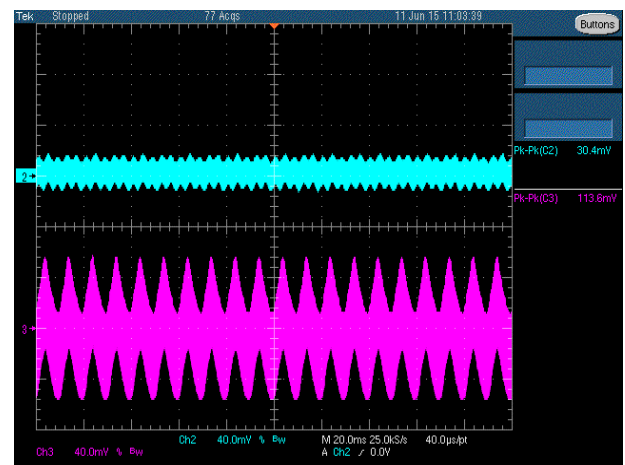 Tek Stopped 77 Acqs 11 Jun 15 11:03:39
Buttons
Pk-Pk(C2) 30.4mV
2
Pk-Pk(C3) 113.6mV
3
Ch2 40.0mV % Bw M 20.0ms 25.0kS/s 40.0µs/pt
Ch3 40.0mV % Bw A Ch2 / 0.0V